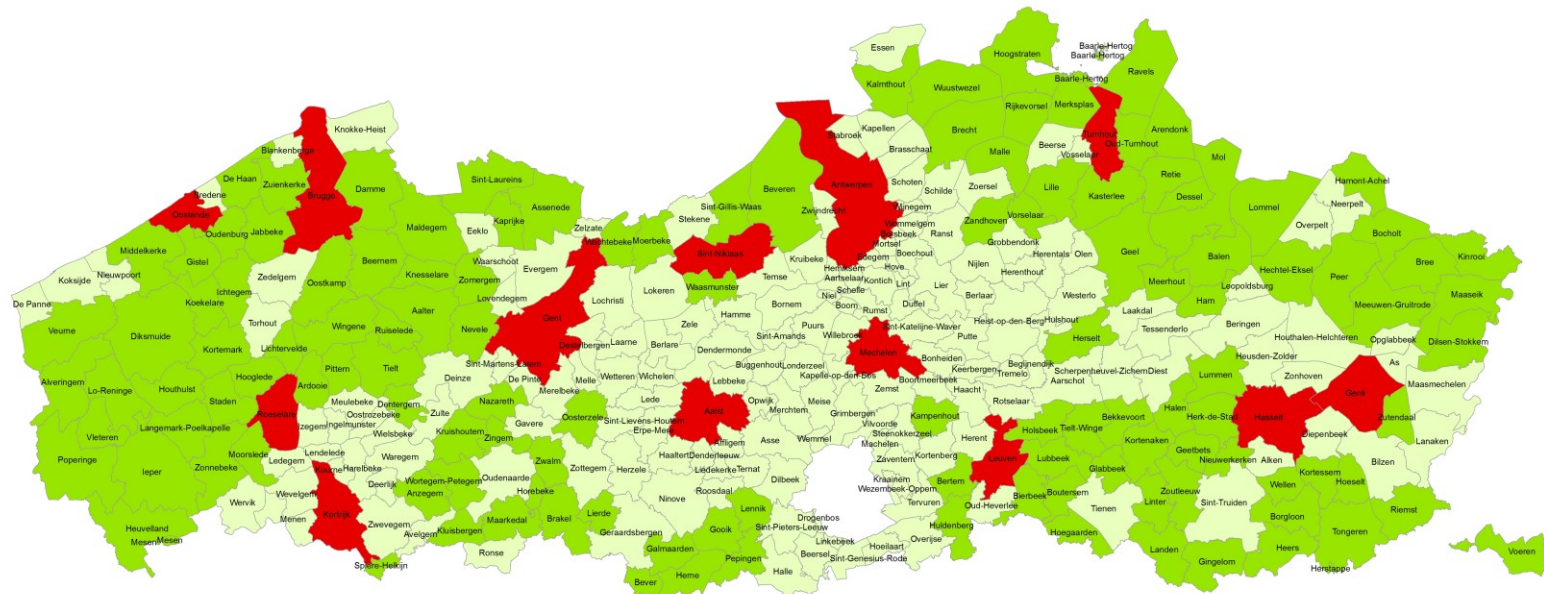 Essen
Hoogstraten
Baarle-Hertog
Baarle-Hertog
Baarle-Hertog
Ravels
Kalmthout
Wuustwezel
Rijkevorsel
Merksplas
Knokke-Heist
Blankenberge
Stabroek
Kapellen
Brasschaat
Brecht
Malle
Beerse
Vosselaar
Turnhout
Oud-Turnhout
Arendonk
De Haan
Zuienkerke
Brugge
Damme
Sint-Laureins
Beveren
Antwerpen
Schoten
Schilde
Zoersel
Lille
Kasterlee
Retie
Mol
Dessel
Bredene
Oostende
Oudenburg
Jabbeke
Maldegem
Kaprijke
Assenede
Eeklo
Zelzate
Wachtebeke
Moerbeke
Stekene
Sint-Gillis-Waas
Zwijndrecht
Wijnegem
Wommelgem
Borsbeek
Mortsel
Ranst
Zandhoven
Vorselaar
Grobbendonk
Herentals
Olen
Geel
Lommel
Hamont-Achel
Neerpelt
Overpelt
Bocholt
Middelkerke
Gistel
Zedelgem
Beernem
Waarschoot
Evergem
Sint-Niklaas
Kruibeke
Edegem
Boechout
Hove
Hemiksem
Aartselaar
Kontich
Lint
Nijlen
Herenthout
Balen
Hechtel-Eksel
Peer
Bree
Kinrooi
Koksijde
Nieuwpoort
Ichtegem
Oostkamp
Knesselare
Zomergem
Lovendegem
Lochristi
Lokeren
Waasmunster
Temse
Schelle
Niel
Boom
Rumst
Duffel
Lier
Berlaar
Westerlo
Meerhout
Ham
Leopoldsburg
Meeuwen-Gruitrode
Maaseik
De Panne
Koekelare
Torhout
Aalter
Nevele
Gent
Hamme
Bornem
Puurs
Willebroek
Sint-Katelijne-Waver
Putte
Heist-op-den-Berg
Hulshout
Laakdal
Tessenderlo
Beringen
Houthalen-Helchteren
Opglabbeek
Dilsen-Stokkem
Veurne
Diksmuide
Kortemark
Lichtervelde
Wingene
Ruiselede
Destelbergen
Laarne
Berlare
Zele
Dendermonde
Sint-Amands
Mechelen
Bonheiden
Herselt
Heusden-Zolder
As
Maasmechelen
Alveringem
Lo-Reninge
Houthulst
Staden
Hooglede
Ardooie
Pittem
Tielt
Deinze
Sint-Martens-Latem
De Pinte
Merelbeke
Melle
Wetteren
Wichelen
Lebbeke
Buggenhout
Londerzeel
Kapelle-op-den-Bos
Zemst
Boortmeerbeek
Keerbergen
Tremelo
Begijnendijk
Aarschot
Scherpenheuvel-Zichem
Diest
Lummen
Zonhoven
Genk
Roeselare
Meulebeke
Oostrozebeke
Dentergem
Zulte
Nazareth
Gavere
Oosterzele
Lede
Aalst
Opwijk
Merchtem
Meise
Grimbergen
Haacht
Rotselaar
Kampenhout
Holsbeek
Tielt-Winge
Bekkevoort
Halen
Herk-de-Stad
Hasselt
Zutendaal
Vleteren
Langemark-Poelkapelle
Izegem
Ingelmunster
Wielsbeke
Kruishoutem
Zingem
Sint-Lievens-Houtem
Erpe-Mere
Affligem
Asse
Wemmel
Vilvoorde
Steenokkerzeel
Machelen
Herent
Kortenaken
Geetbets
Diepenbeek
Lanaken
Poperinge
Ieper
Zonnebeke
Moorslede
Ledegem
Lendelede
Kuurne
Harelbeke
Waregem
Zwalm
Zottegem
Herzele
Haaltert
Denderleeuw
Liedekerke
Ternat
Dilbeek
Zaventem
Kortenberg
Leuven
Lubbeek
Glabbeek
Nieuwerkerken
Alken
Kortessem
Bilzen
Wervik
Wevelgem
Deerlijk
Anzegem
Wortegem-Petegem
Oudenaarde
Horebeke
Ninove
Roosdaal
Kraainem
Wezembeek-Oppem
Tervuren
Bertem
Oud-Heverlee
Bierbeek
Boutersem
Tienen
Linter
Zoutleeuw
Sint-Truiden
Wellen
Hoeselt
Heuvelland
Mesen
Mesen
Menen
Kortrijk
Zwevegem
Avelgem
Kluisbergen
Maarkedal
Brakel
Lierde
Geraardsbergen
Lennik
Gooik
Sint-Pieters-Leeuw
Drogenbos
Linkebeek
Hoeilaart
Overijse
Huldenberg
Hoegaarden
Borgloon
Tongeren
Riemst
Spiere-Helkijn
Ronse
Galmaarden
Pepingen
Bever
Herne
Halle
Beersel
Sint-Genesius-Rode
Landen
Gingelom
Heers
Herstappe
Voeren